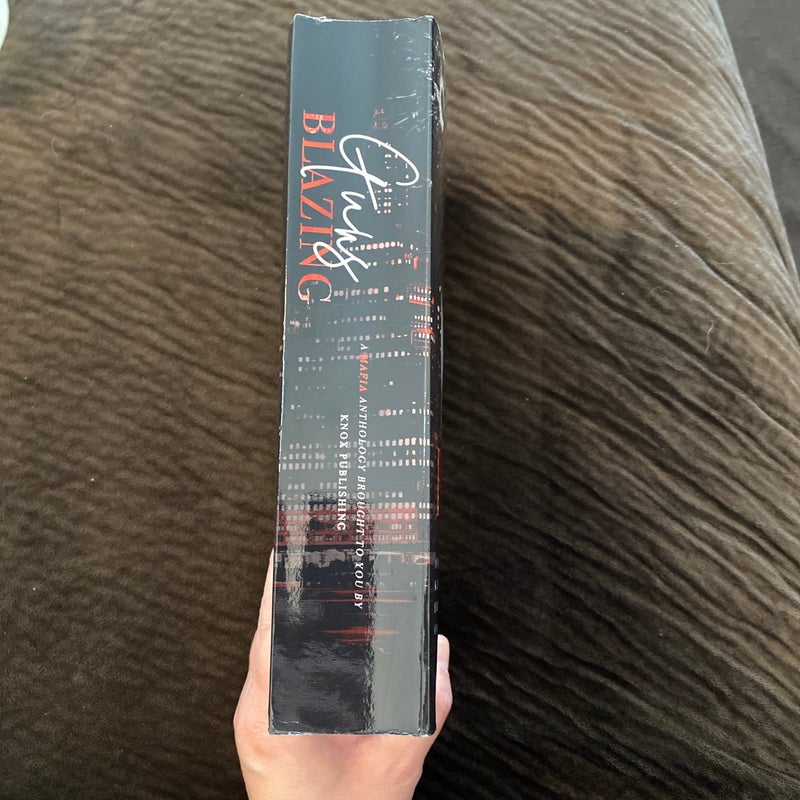 Guns
BLAZING
A MAFIA ANTHOLOGY BROUGHT TO YOU BY
KNOX PUBLISHING